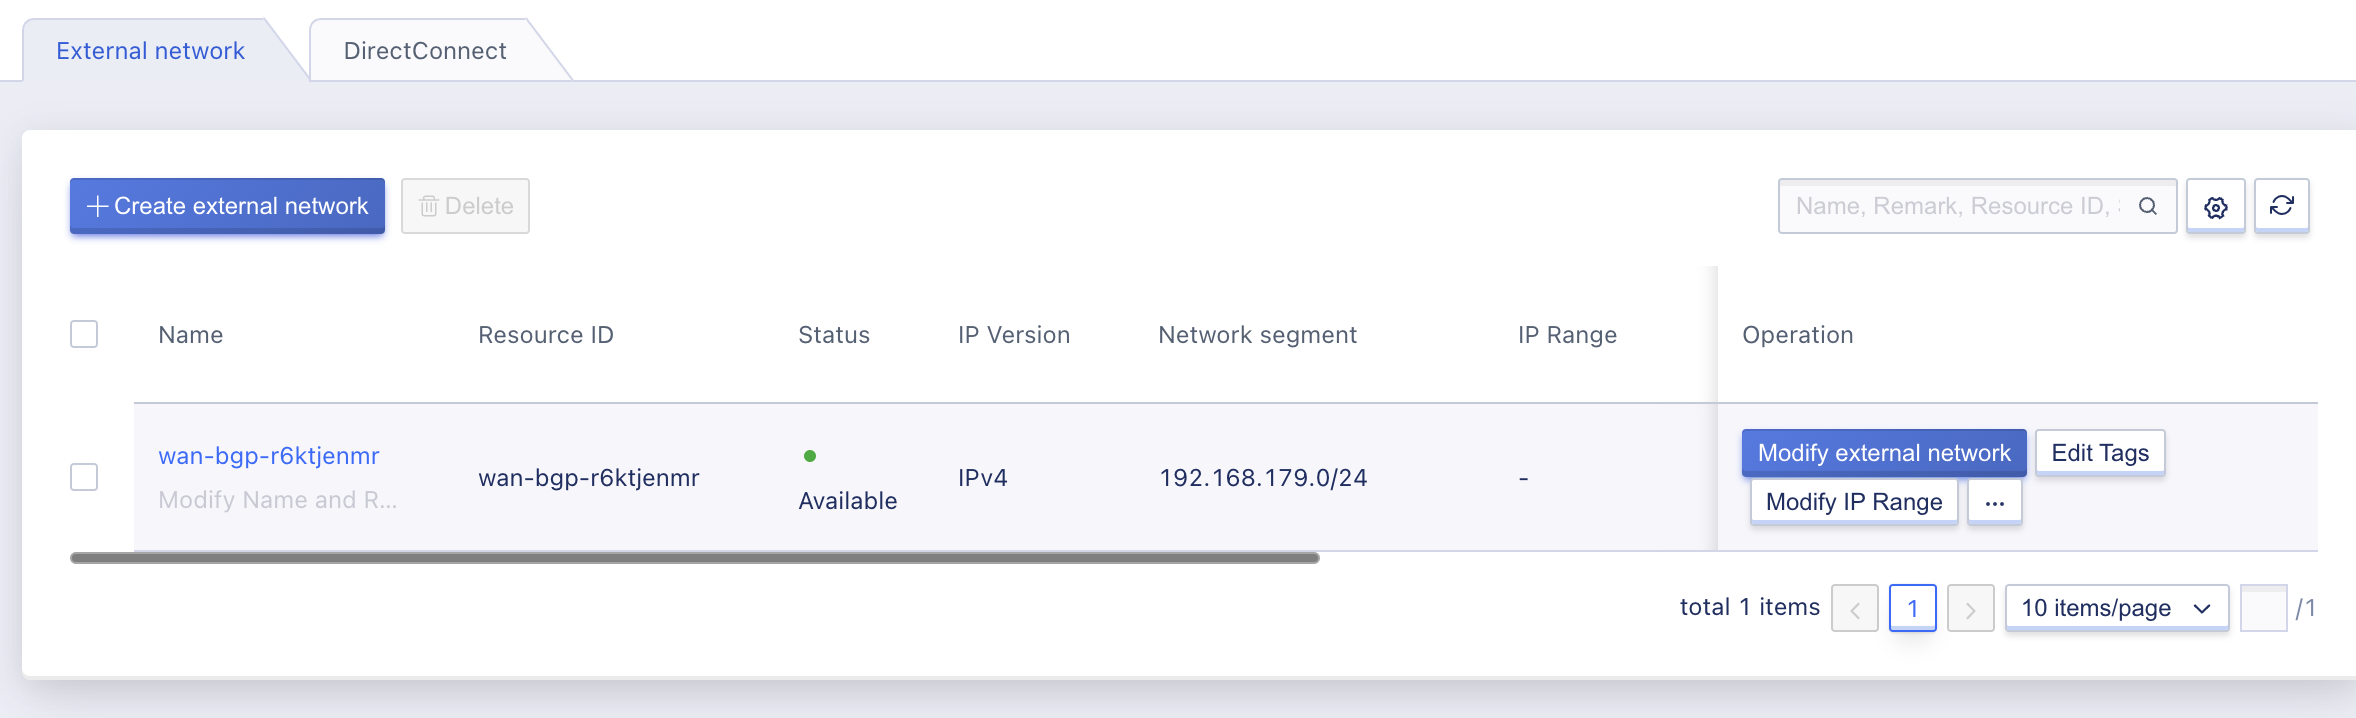 External network
DirectConnect
Create external network
Delete
Name, Remark, Resource ID,
Name
Resource ID
Status
IP Version
Network segment
IP Range
Operation
wan-bgp-r6ktjenmr
Modify Name and R...
wan-bgp-r6ktjenmr
Available
IPv4
192.168.179.0/24
-
Modify external network
Edit Tags
Modify IP Range
...
total 1 items
1
10 items/page
/1